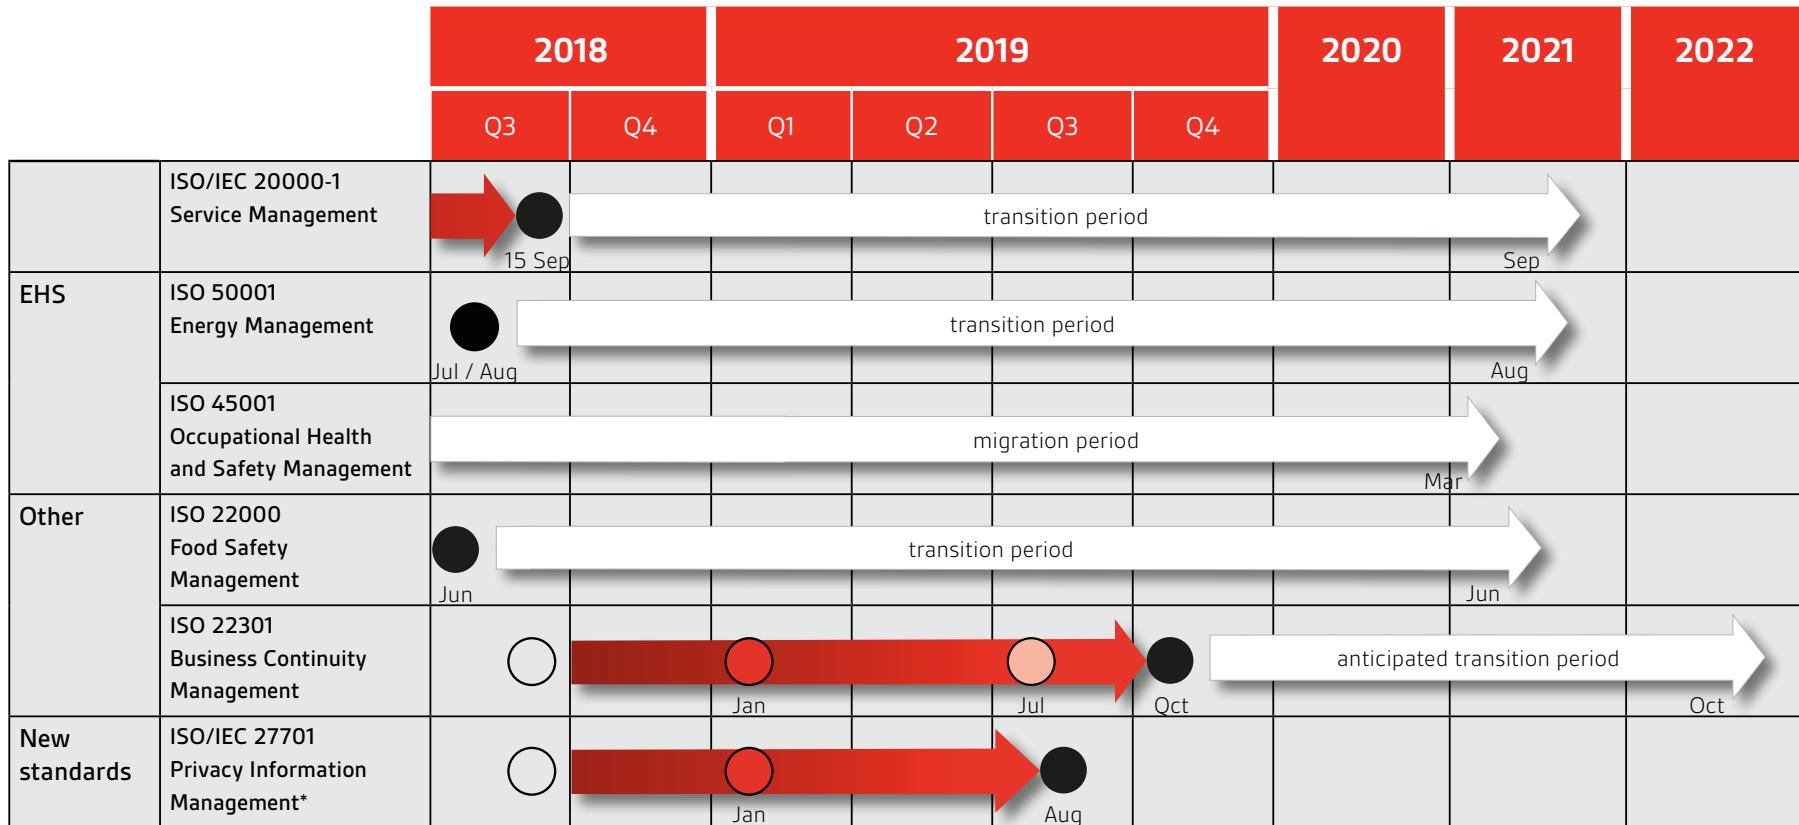 2018
2019
2020
2021
2022
Q3
Q4
Q1
Q2
Q3
Q4
ISO/IEC 20000-1
Service Management
transition period
15 Sep
Sep
EHS
ISO 50001
Energy Management
transition period
Jul / Aug
Aug
ISO 45001
Occupational Health
and Safety Management
migration period
Mar
Other
ISO 22000
Food Safety
Management
transition period
Jun
Jun
ISO 22301
Business Continuity
Management
anticipated transition period
Jan
Jul
Qct
Oct
New
standards
ISO/IEC 27701
Privacy Information
Management*
Jan
Aug